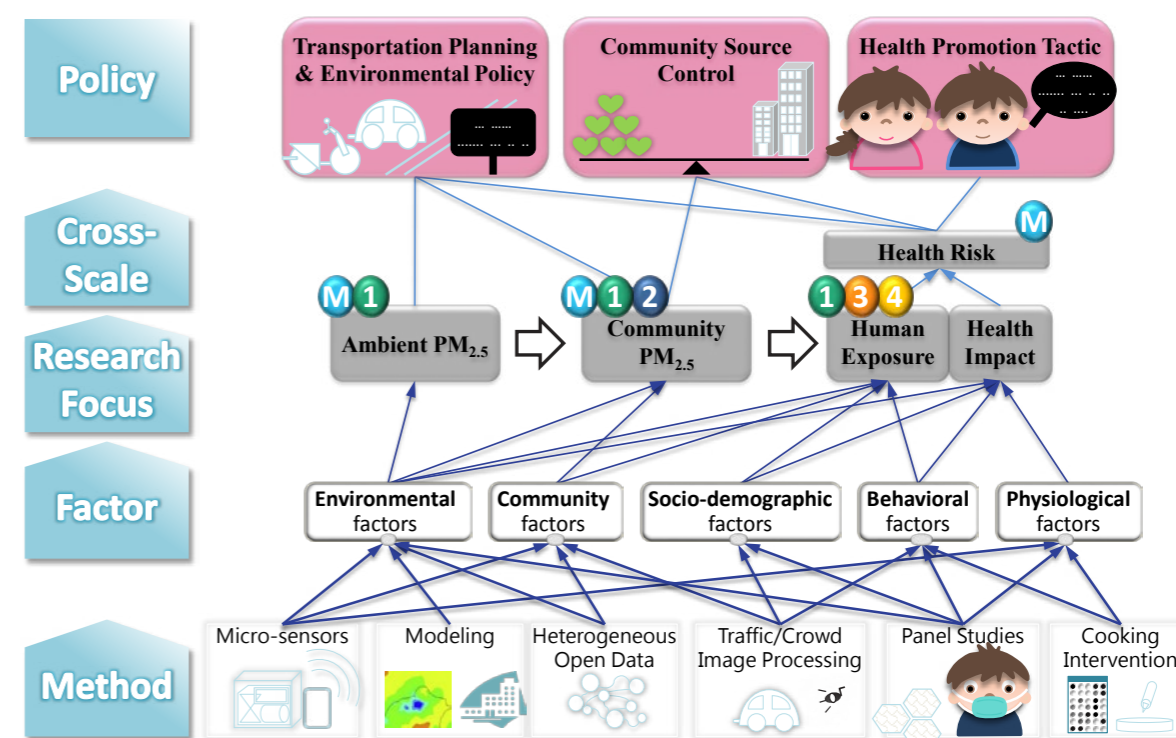 Policy
Transportation Planning
& Environmental Policy
... ......
....... ... .. ..
Community Source
Control
Health Promotion Tactic
... ......
....... ... .. ..
.. ....
Cross-
Scale
M
Health Risk
M 1
Ambient PM2.5
M 1 2
Community
PM2.5
1 3 4
Human
Exposure
Health
Impact
Research
Focus
Factor
Environmental
factors
Community
factors
Socio-demographic
factors
Behavioral
factors
Physiological
factors
Method
Micro-sensors
Modeling
Heterogeneous
Open Data
Traffic/Crowd
Image Processing
Panel Studies
Cooking
Intervention